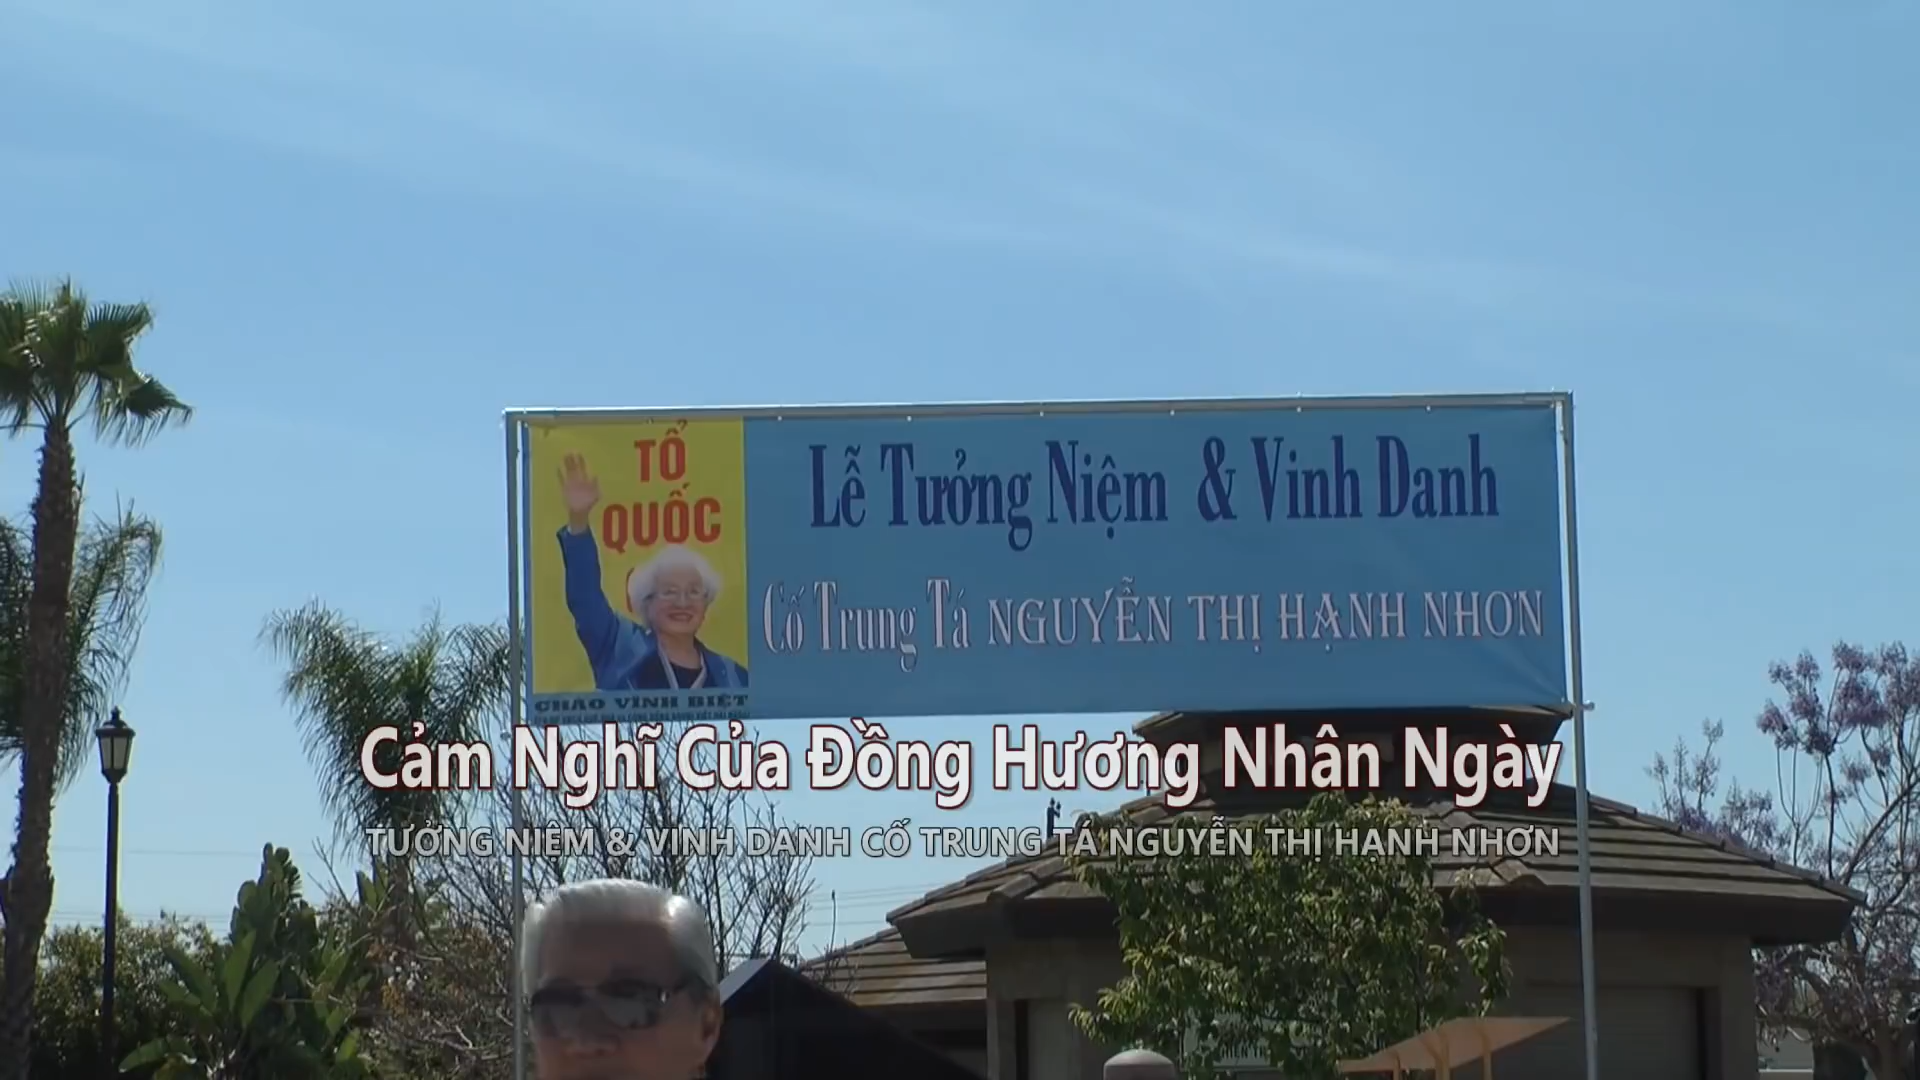 TỔ
QUỐC
Lễ Tưởng Niệm & Vinh Danh
Cố Trung Tá NGUYỄN THỊ HẠNH NHƠN
CHÀO VĨNH BIỆT
Cảm Nghĩ Của Đồng Hương Nhân Ngày
TƯỞNG NIỆM & VINH DANH CỐ TRUNG TÁ NGUYỄN THỊ HẠNH NHƠN